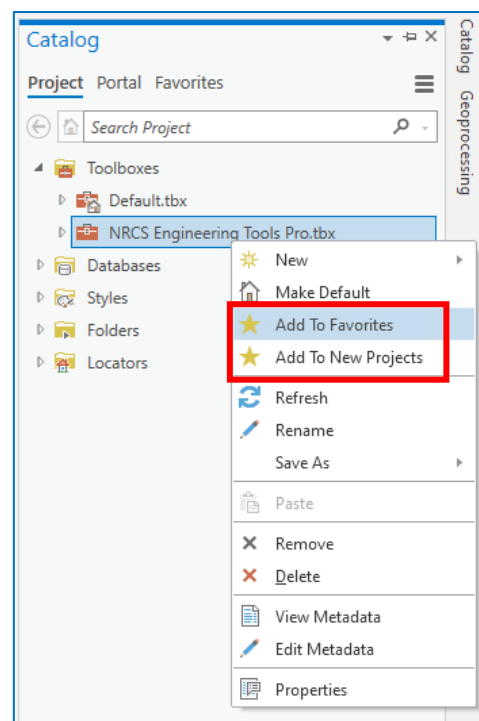 Catalog
Project Portal Favorites
Search Project
Toolboxes
Default.tbx
NRCS Engineering Tools Pro.tbx
Databases
Styles
Folders
Locators
New
Make Default
Add To Favorites
Add To New Projects
Refresh
Rename
Save As
Paste
Remove
Delete
View Metadata
Edit Metadata
Properties
Catalog
Geoprocessing